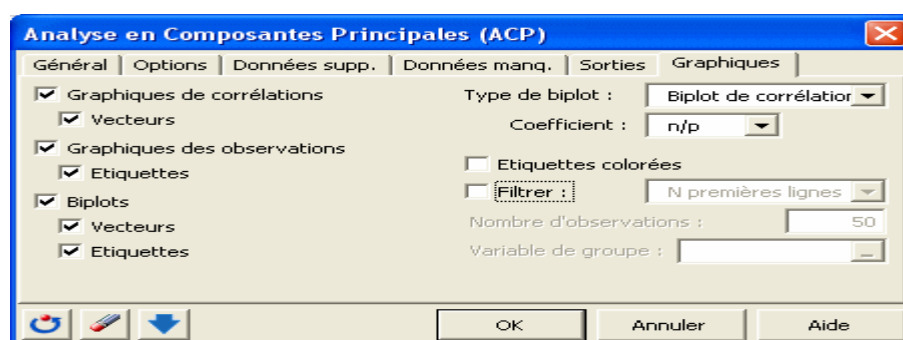 Analyse en Composantes Principales (ACP)
Général Options Données supp. Données manq. Sorties Graphiques
Graphiques de corrélations
Vecteurs
Graphiques des observations
Etiquettes
Biplots
Vecteurs
Etiquettes
Type de biplot : Biplot de corrélation
Coefficient : n/p
Etiquettes colorées
Filtrer : N premières lignes
Nombre d'observations : 50
Variable de groupe : ...
OK Annuler Aide